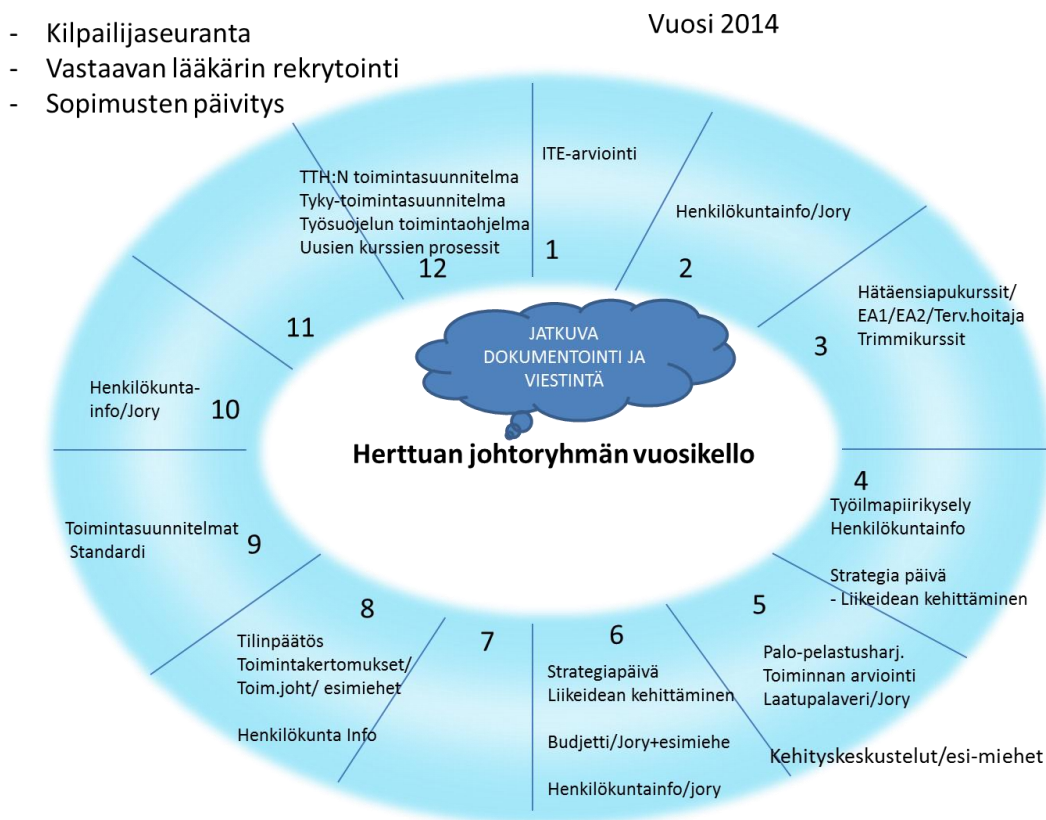 - Kilpailijaseuranta
- Vastaavan lääkärin rekrytointi
- Sopimusten päivitys
Vuosi 2014
ITE-arviointi
1
Henkilökuntainfo/Jory
2
Hätäensiapukurssit/
EA1/EA2/Terv.hoitaja
Trimmikurssit
3
4
Työilmapiirikysely
Henkilökuntainfo
Strategia päivä
- Liikeidean kehittäminen
5
Palo-pelastusharj.
Toiminnan arviointi
Laatupalaveri/Jory
Kehityskeskustelut/esi-miehet
6
Strategiapäivä
Liikeidean kehittäminen
Budjetti/Jory+esimiehe
Henkilökuntainfo/jory
7
8
Tilinpäätös
Toimintakertomukset/
Toim.joht/ esimiehet
Henkilökunta Info
9
Toimintasuunnitelmat
Standardi
10
Henkilökunta-
info/Jory
11
TTH:N toimintasuunnitelma
Tyky-toimintasuunnitelma
Työsuojelun toimintaohjelma
Uusien kurssien prosessit
12
JATKUVA
DOKUMENTOINTI JA
VIESTINTÄ
Herttuan johtoryhmän vuosikello